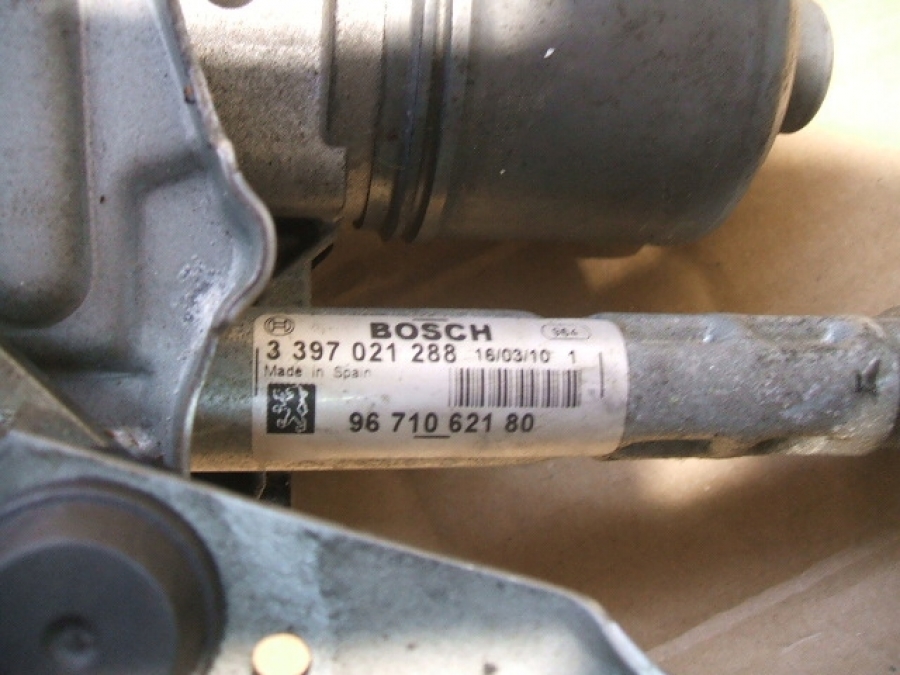 BOSCH
3 397 021 288 16/03/10 1
Made in Spain
96 710 621 80